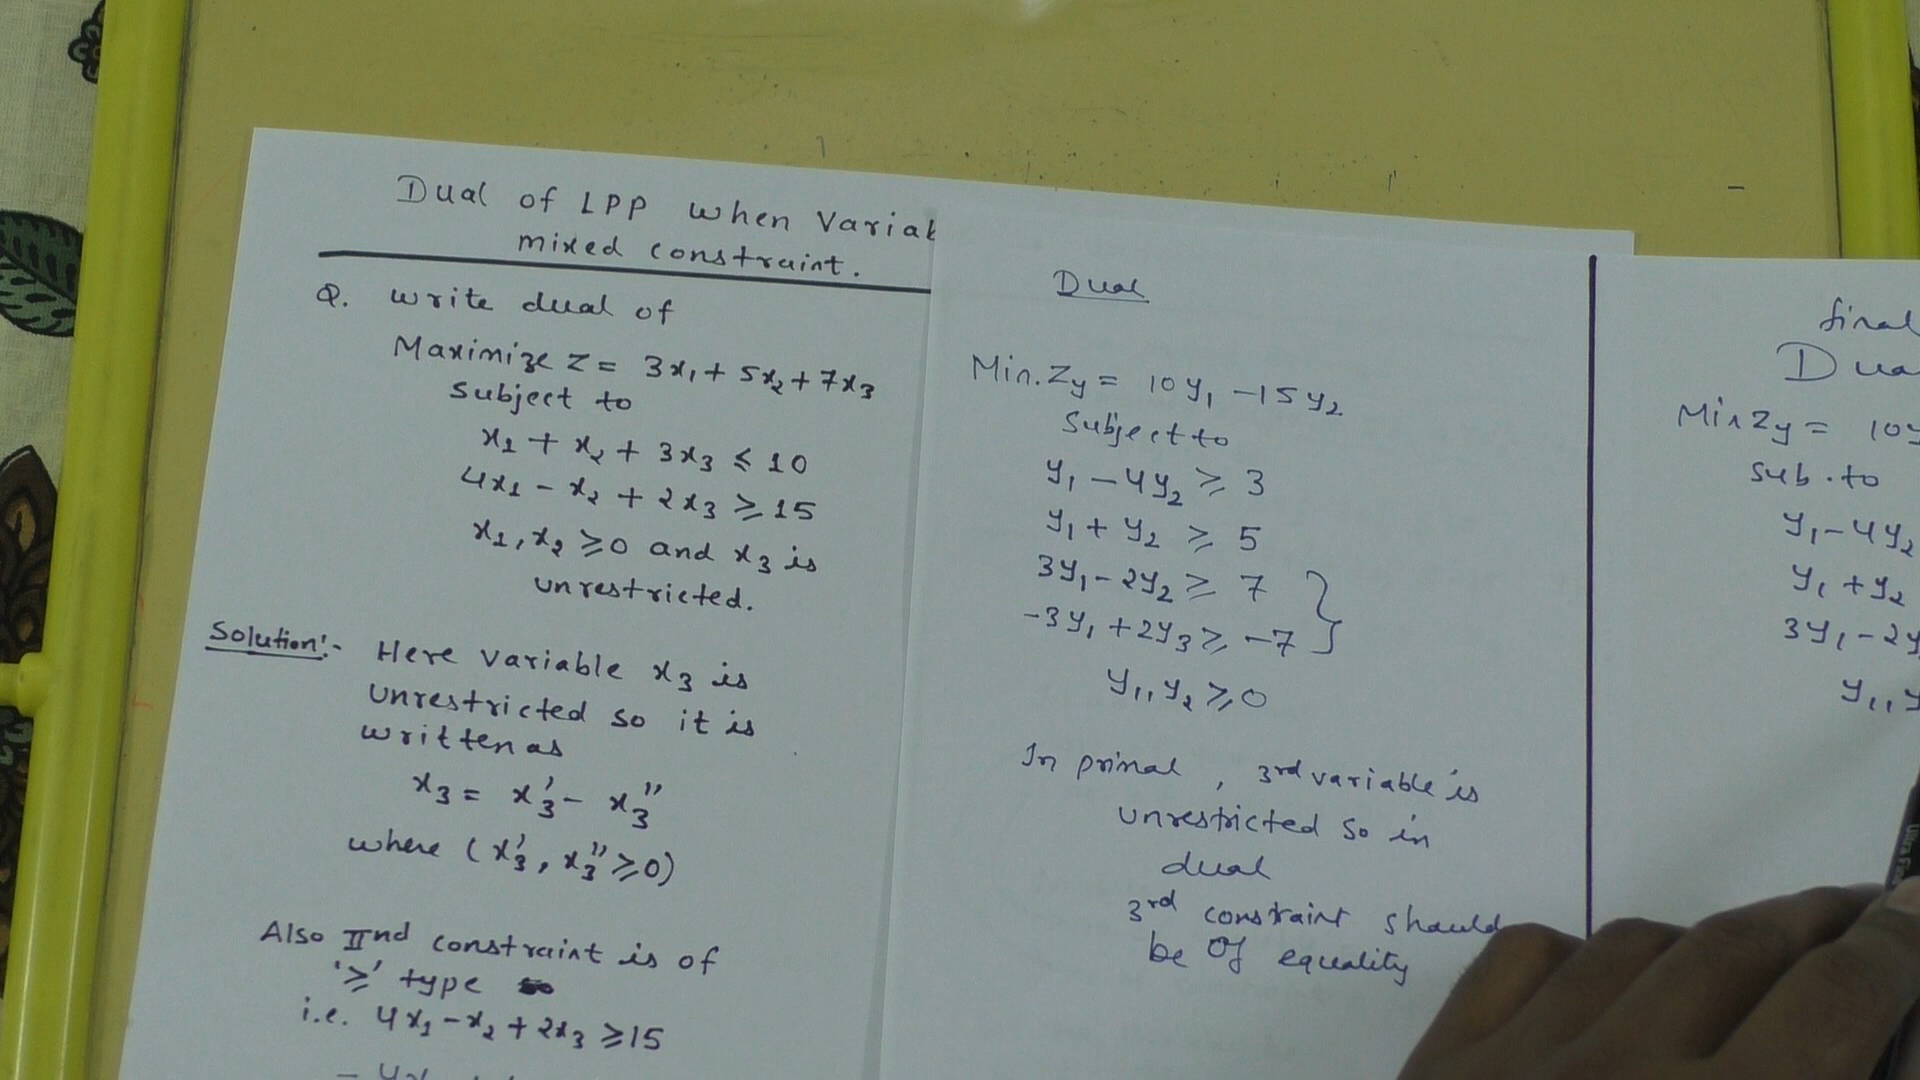 Dual of LPP when Variab
mixed constraint.
Q. write dual of
Maximize Z = 3x₁ + 5x₂ + 7x₃
Subject to
x₁ + x₂ + 3x₃ ⩽ 10
4x₁ - x₂ + 2x₃ ⩾ 15
x₁, x₂ ⩾ 0 and x₃ is
unrestricted.
Solution:- Here variable x₃ is
unrestricted so it is
written as
x₃ = x₃' - x₃''
where (x₃', x₃'' ⩾ 0)
Also IInd constraint is of
'⩾' type
i.e. 4x₁ - x₂ + 2x₃ ⩾ 15
Dual
Min. Zy = 10y₁ - 15y₂
Subject to
y₁ - 4y₂ ⩾ 3
y₁ + y₂ ⩾ 5
3y₁ - 2y₂ ⩾ 7 }
-3y₁ + 2y₃ ⩾ -7
y₁, y₂ ⩾ 0
In primal, 3rd variable is
unrestricted so in
dual
3rd constraint should
be of equality
final
Dua
Min Zy = 10y
sub. to
y₁ - 4y₂
y₁ + y₂
3y₁ - 2y
y₁, y